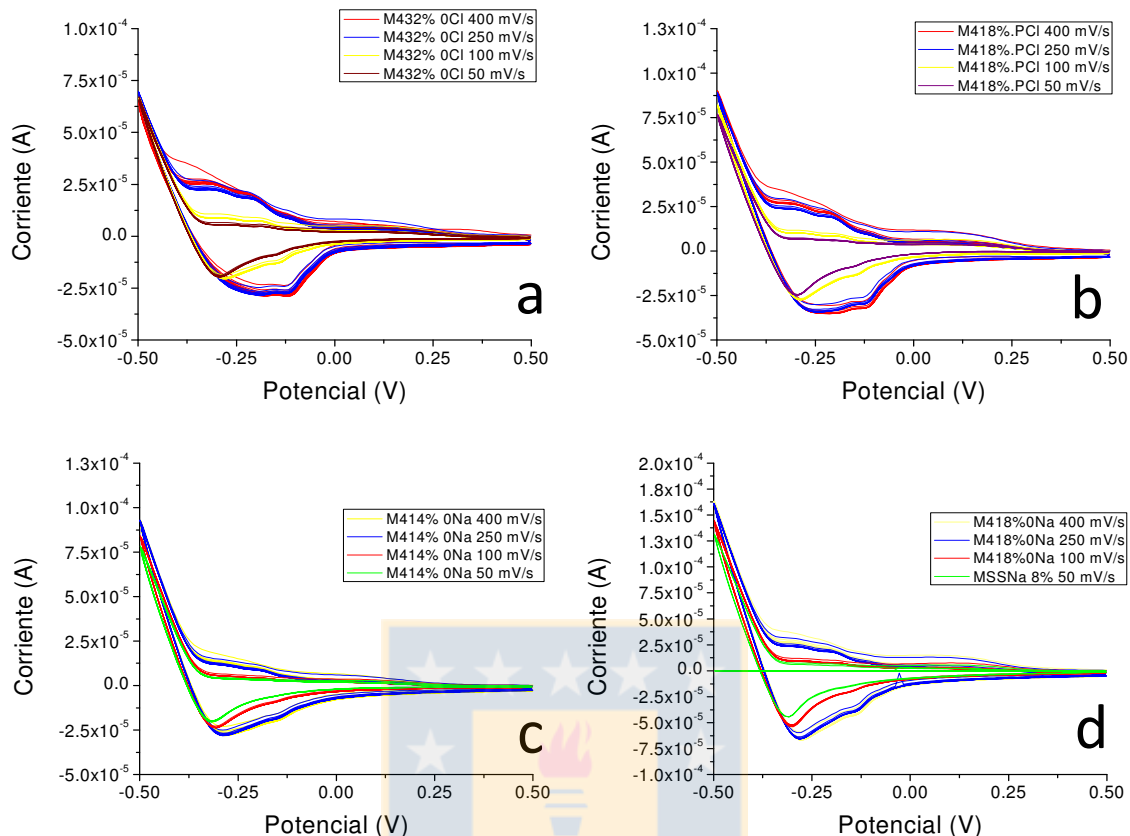 1.0x10-4
7.5x10-5
5.0x10-5
2.5x10-5
0.0
-2.5x10-5
-5.0x10-5
Corriente (A)
M432% 0Cl 400 mV/s
M432% 0Cl 250 mV/s
M432% 0Cl 100 mV/s
M432% 0Cl 50 mV/s
a
-0.50 -0.25 0.00 0.25 0.50
Potencial (V)
1.3x10-4
1.0x10-4
7.5x10-5
5.0x10-5
2.5x10-5
0.0
-2.5x10-5
-5.0x10-5
Corriente (A)
M418%.PCl 400 mV/s
M418%.PCl 250 mV/s
M418%.PCl 100 mV/s
M418%.PCl 50 mV/s
b
-0.50 -0.25 0.00 0.25 0.50
Potencial (V)
1.3x10-4
1.0x10-4
7.5x10-5
5.0x10-5
2.5x10-5
0.0
-2.5x10-5
-5.0x10-5
Corriente (A)
M414% 0Na 400 mV/s
M414% 0Na 250 mV/s
M414% 0Na 100 mV/s
M414% 0Na 50 mV/s
c
-0.50 -0.25 0.00 0.25 0.50
Potencial (V)
2.0x10-4
1.8x10-4
1.5x10-4
1.3x10-4
1.0x10-4
7.5x10-5
5.0x10-5
2.5x10-5
0.0
-2.5x10-5
-5.0x10-5
-7.5x10-5
-1.0x10-4
Corriente (A)
M418%0Na 400 mV/s
M418%0Na 250 mV/s
M418%0Na 100 mV/s
MSSNa 8% 50 mV/s
d
-0.50 -0.25 0.00 0.25 0.50
Potencial (V)